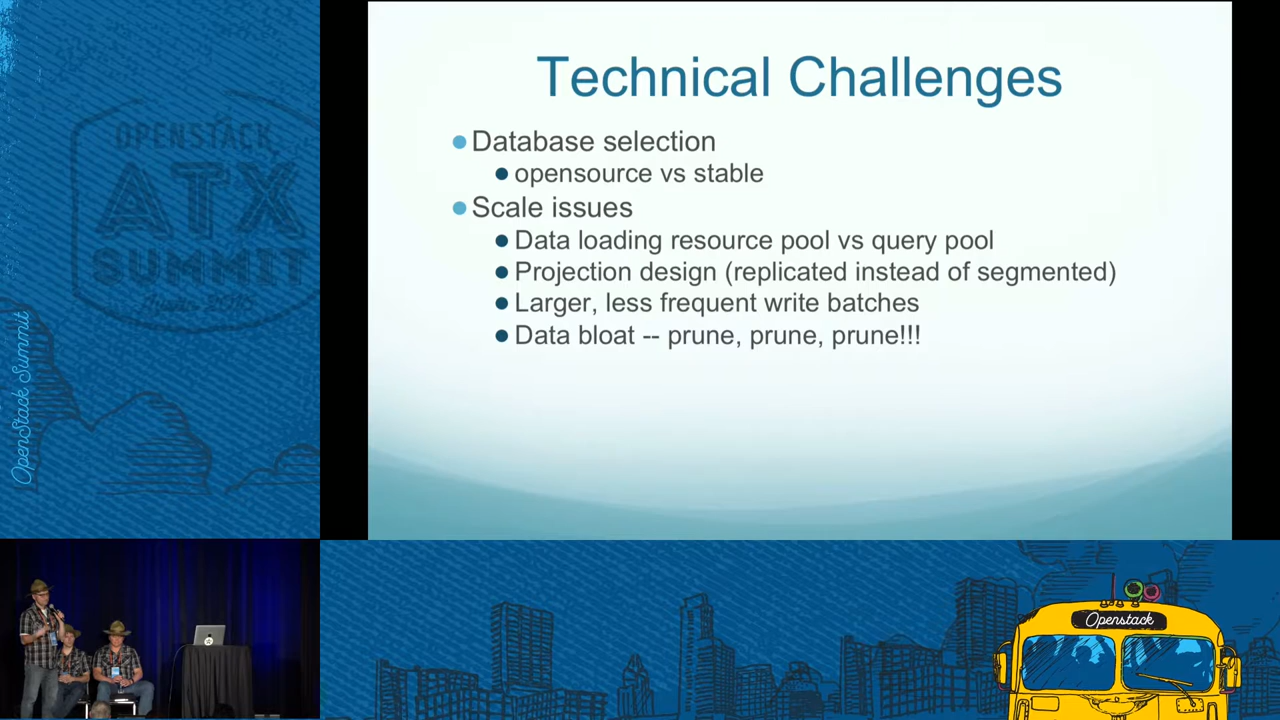 Technical Challenges
Database selection
opensource vs stable
Scale issues
Data loading resource pool vs query pool
Projection design (replicated instead of segmented)
Larger, less frequent write batches
Data bloat -- prune, prune, prune!!!
OPENSTACK
ATX
SUMMIT
OpenStack Summit
Openstack